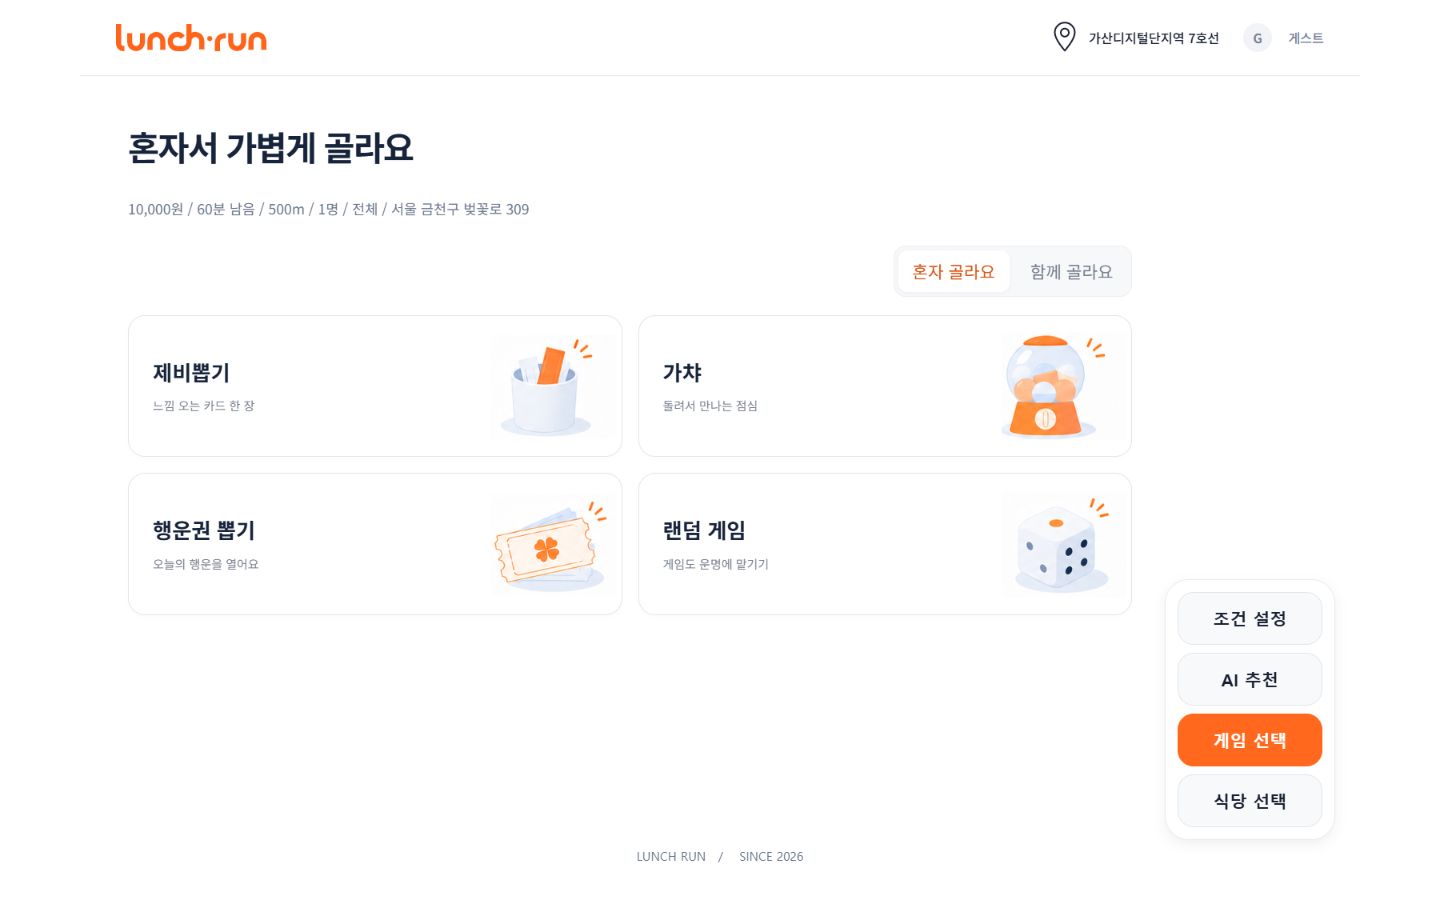 lunch·run
가산디지털단지역 7호선
G
게스트
혼자서 가볍게 골라요
10,000원 / 60분 남음 / 500m / 1명 / 전체 / 서울 금천구 벚꽃로 309
혼자 골라요
함께 골라요
제비뽑기
느낌 오는 카드 한 장
가챠
돌려서 만나는 점심
행운권 뽑기
오늘의 행운을 열어요
랜덤 게임
게임도 운명에 맡기기
조건 설정
AI 추천
게임 선택
식당 선택
LUNCH RUN / SINCE 2026